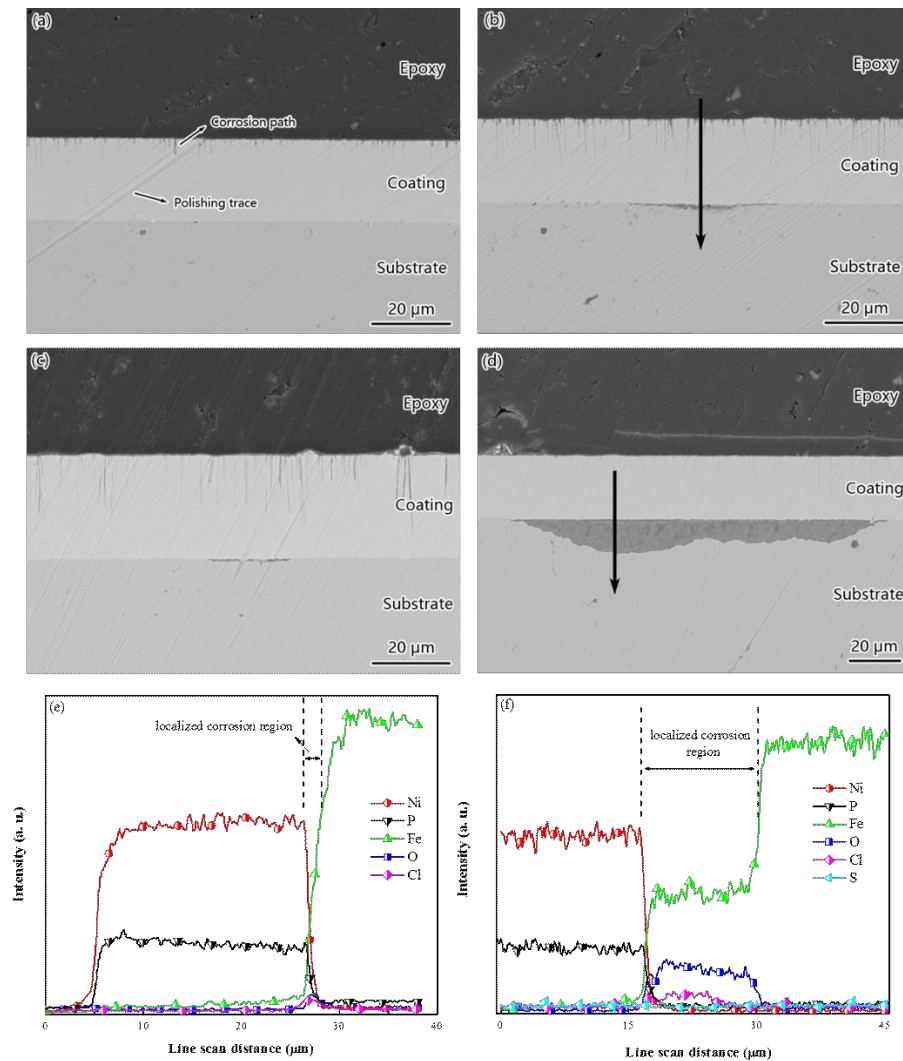 (a)
Epoxy
Corrosion path
Coating
Polishing trace
Substrate
20 μm
(b)
Epoxy
Coating
Substrate
20 μm
(c)
Epoxy
Coating
Substrate
20 μm
(d)
Epoxy
Coating
Substrate
20 μm
(e)
localized corrosion region
Ni
P
Fe
O
Cl
Intensity (a. u.)
0 10 30 46
Line scan distance (μm)
(f)
localized corrosion
region
Ni
P
Fe
O
Cl
S
Intensity (a. u.)
0 15 30 45
Line scan distance (μm)